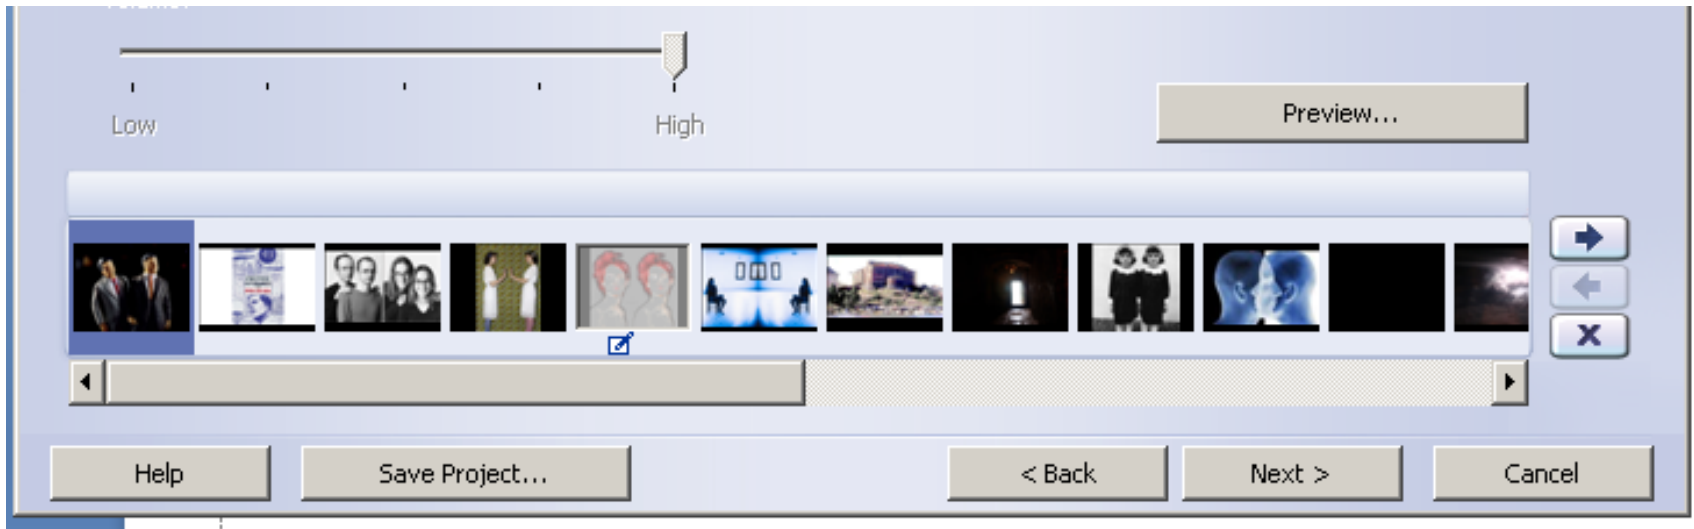 Low
High
Preview...
Help
Save Project...
< Back
Next >
Cancel